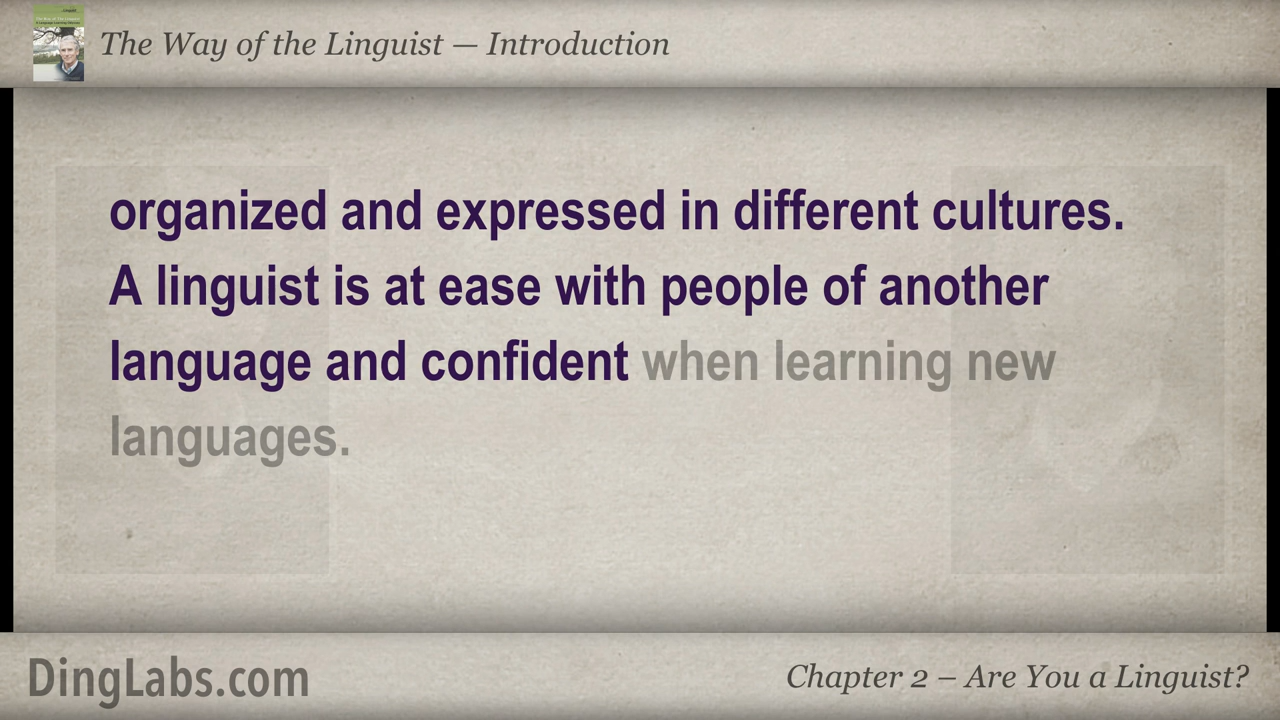 The Way of the Linguist — Introduction
organized and expressed in different cultures.
A linguist is at ease with people of another
language and confident when learning new
languages.
DingLabs.com
Chapter 2 – Are You a Linguist?